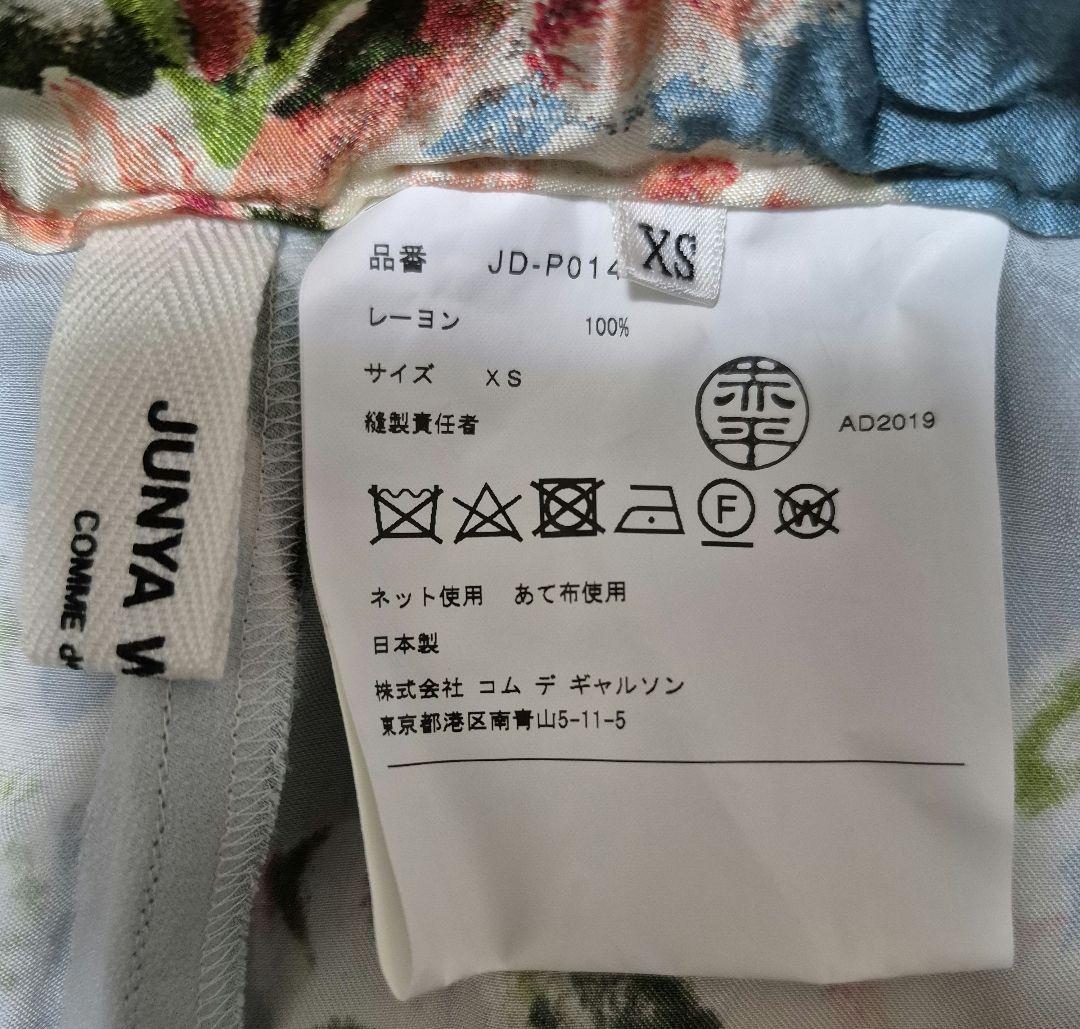 XS
品番 JD-P014
レーヨン 100%
サイズ XS
縫製責任者 赤平 AD2019
F
W
ネット使用 あて布使用
日本製
株式会社 コム デ ギャルソン
東京都港区南青山5-11-5
JUNYA W
COMME d